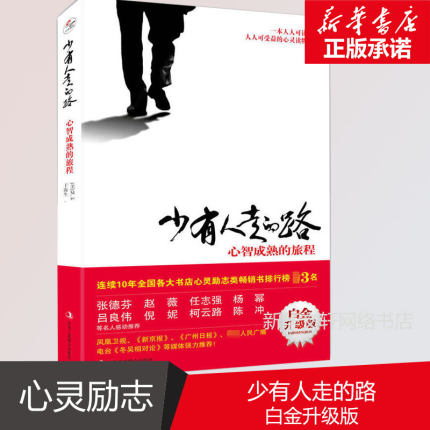 新华书店
正版承诺
一本人人可读
人人可受益的心灵读
少有人走的路
心智成熟的旅程
少有人走的路
心智成熟的旅程
连续10年全国各大书店心灵励志类畅销书排行榜 3名
张德芬 赵薇 任志强 杨幂
吕良伟 倪妮 柯云路 陈冲
等名人感动推荐
白金
升级版
网络书店
凤凰卫视、《新京报》、《广州日报》、 人民广播
电台《冬吴相对论》等媒体强力推荐!
心灵励志
少有人走的路
白金升级版